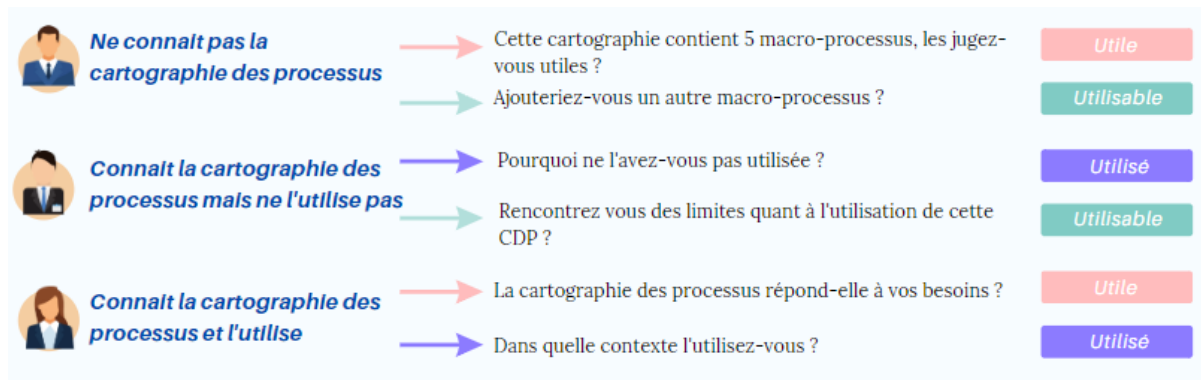 Ne connait pas la
cartographie des processus
Cette cartographie contient 5 macro-processus, les jugez-
vous utiles ?
Utile
Ajouteriez-vous un autre macro-processus ?
Utilisable
Connait la cartographie des
processus mais ne l'utilise pas
Pourquoi ne l'avez-vous pas utilisée ?
Utilisé
Rencontrez vous des limites quant à l'utilisation de cette
CDP ?
Utilisable
Connait la cartographie des
processus et l'utilise
La cartographie des processus répond-elle à vos besoins ?
Utile
Dans quelle contexte l'utilisez-vous ?
Utilisé